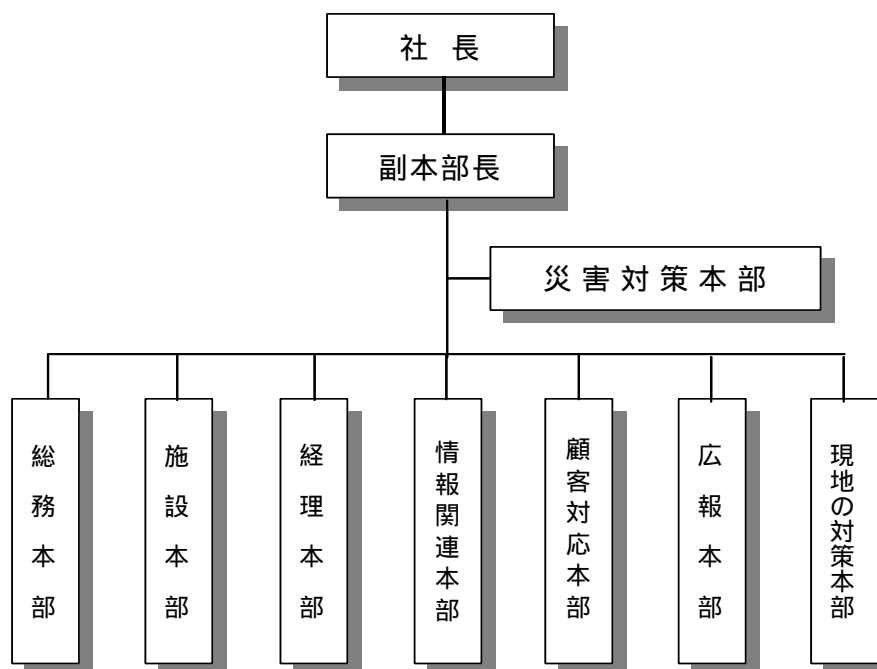 社長
副本部長
災害対策本部
総務本部
施設本部
経理本部
情報関連本部
顧客対応本部
広報本部
現地の対策本部